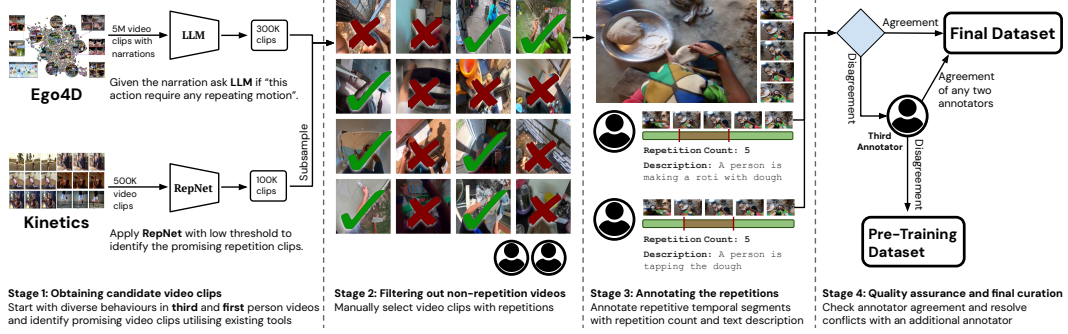 Ego4D
5M video
clips with
narrations
LLM
300K
clips
Given the narration ask LLM if “this
action require any repeating motion”.
Kinetics
500K
video
clips
RepNet
100K
clips
Apply RepNet with low threshold to
identify the promising repetition clips.
Subsample
Stage 1: Obtaining candidate video clips
Start with diverse behaviours in third and first person videos
and identify promising video clips utilising existing tools
Stage 2: Filtering out non-repetition videos
Manually select video clips with repetitions
Repetition Count: 5
Description: A person is
making a roti with dough
Repetition Count: 5
Description: A person is
tapping the dough
Stage 3: Annotating the repetitions
Annotate repetitive temporal segments
with repetition count and text description
Agreement
Final Dataset
Disagreement
Agreement
of any two
annotators
Third
Annotator
Disagreement
Pre-Training
Dataset
Stage 4: Quality assurance and final curation
Check annotator agreement and resolve
conflicts with an additional annotator